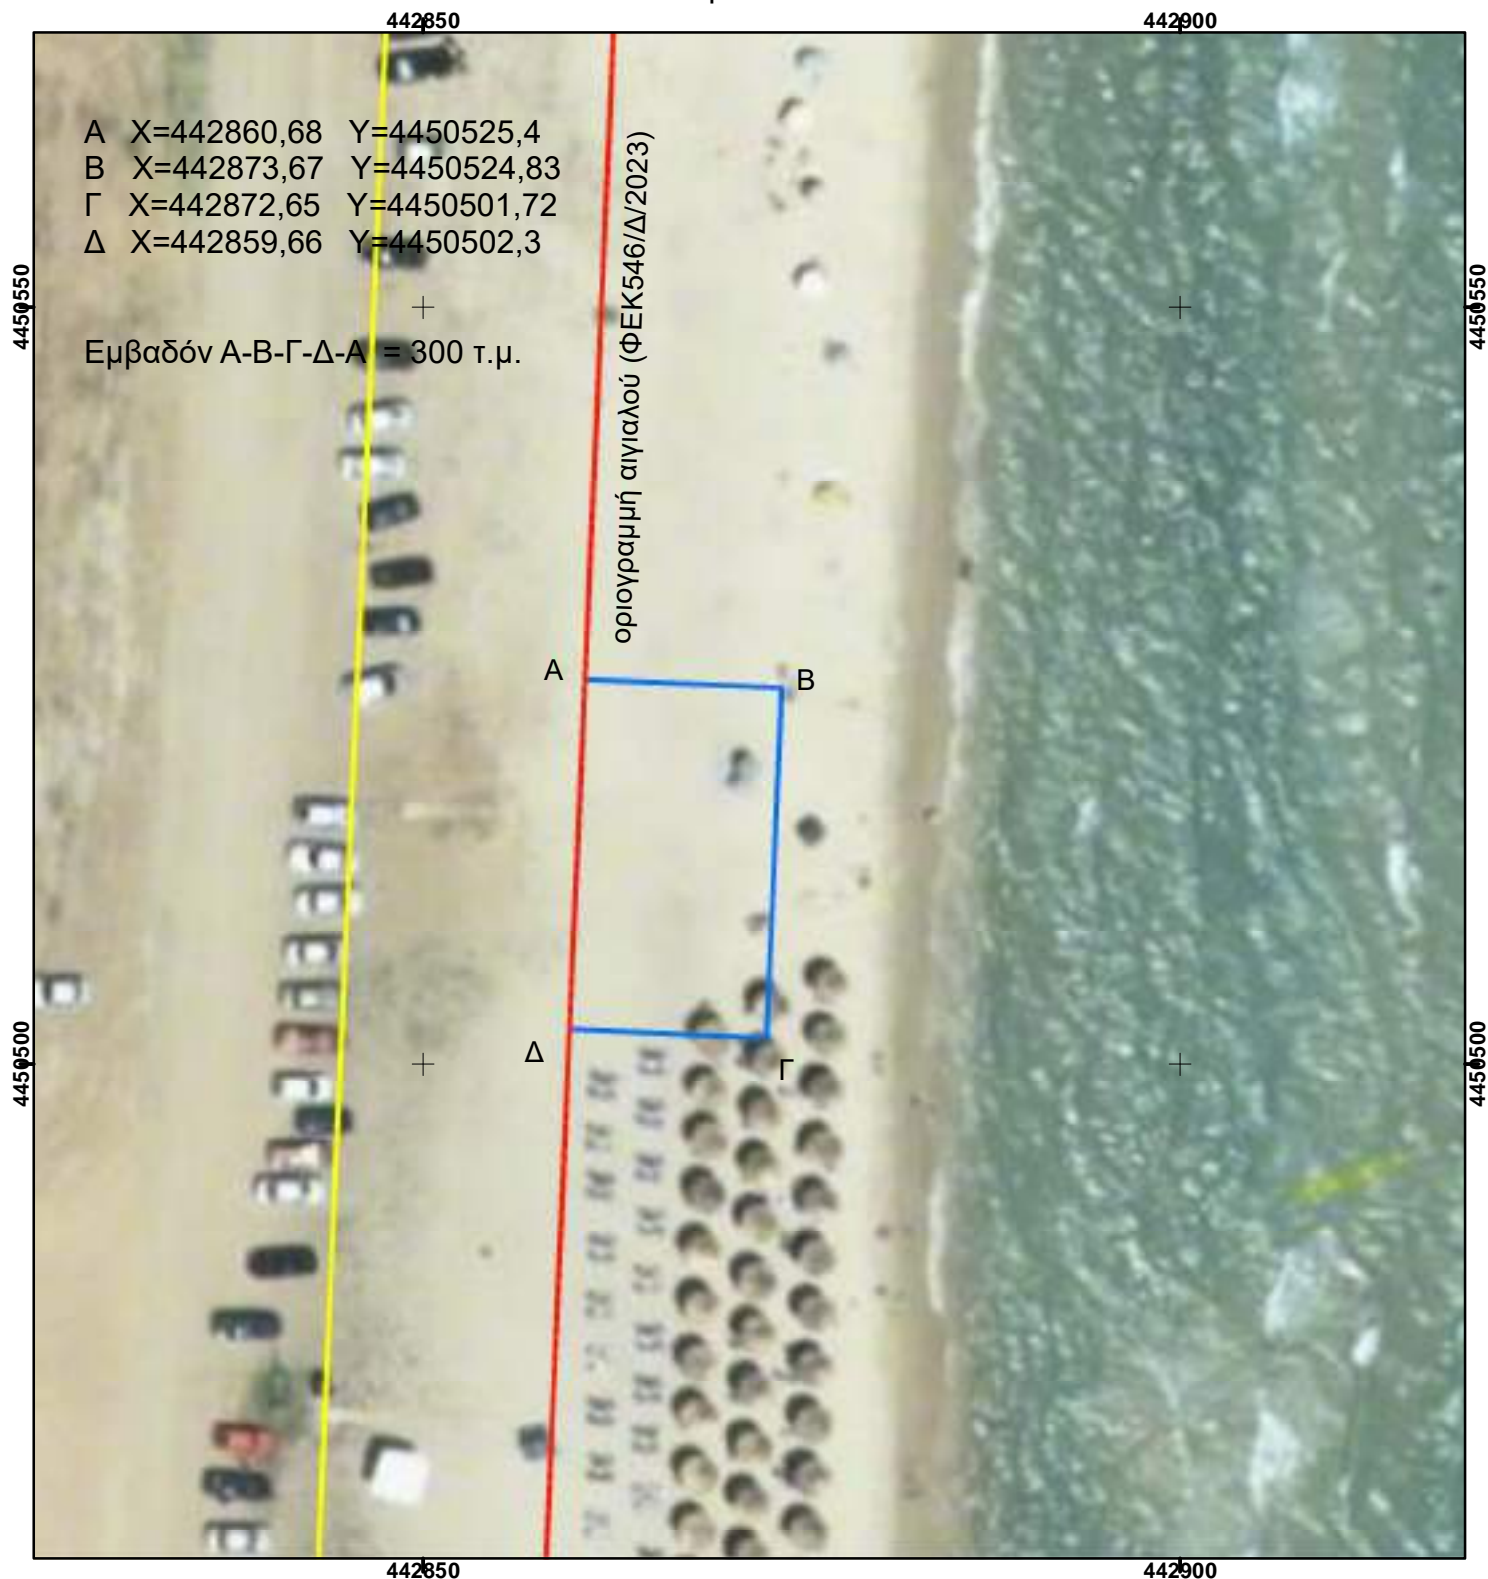 442850 442900
A X=442860,68 Y=4450525,4
B X=442873,67 Y=4450524,83
Γ X=442872,65 Y=4450501,72
Δ X=442859,66 Y=4450502,3
οριογραμμή αιγιαλού (ΦΕΚ546/Δ/2023)
4450550 4450550
Εμβαδόν Α-Β-Γ-Δ-Α = 300 τ.μ.
A B
Δ Γ
4450500 4450500
442850 442900